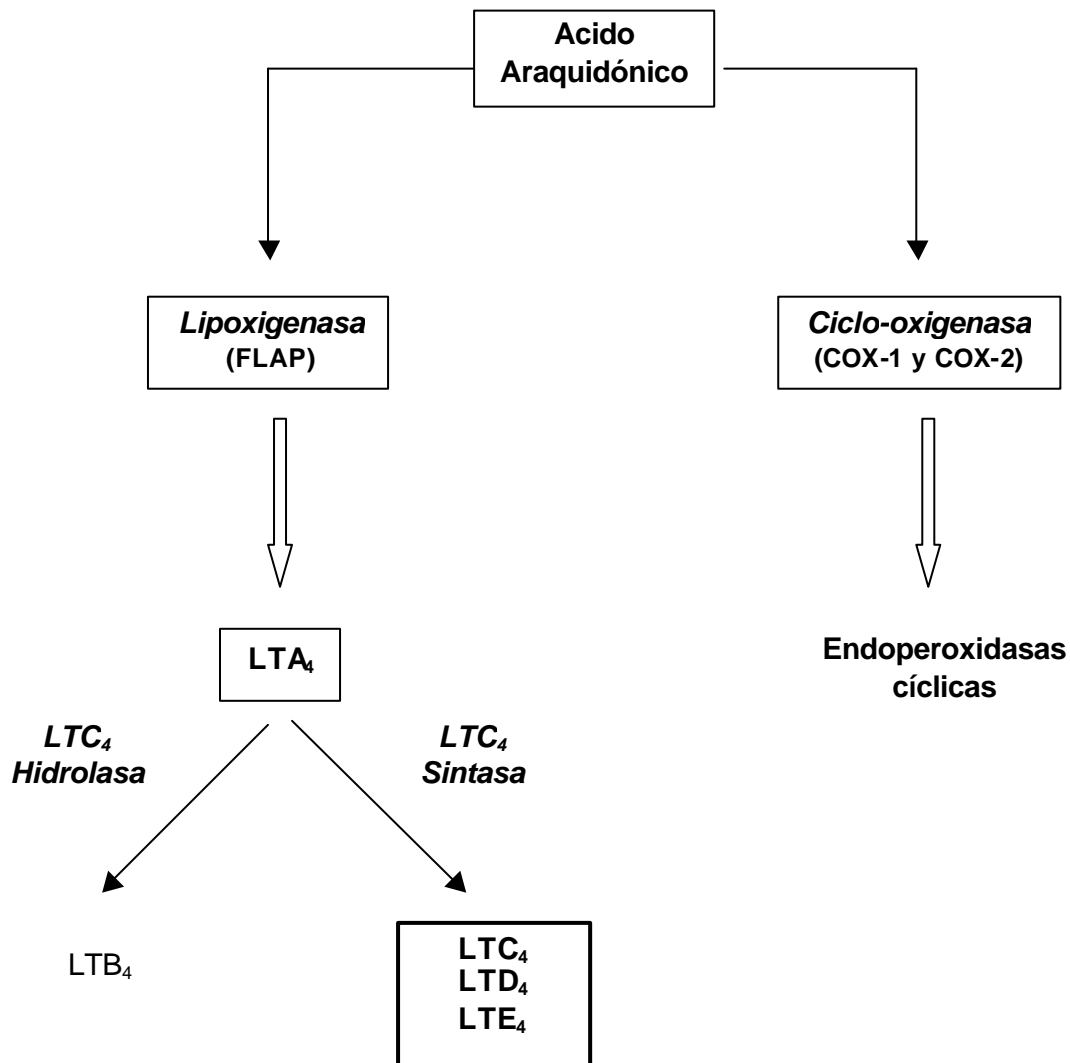 Acido
Araquidónico
Lipoxigenasa
(FLAP)
Ciclo-oxigenasa
(COX-1 y COX-2)
LTA₄
Endoperoxidasas
cíclicas
LTC₄
Hidrolasa
LTC₄
Sintasa
LTB₄
LTC₄
LTD₄
LTE₄